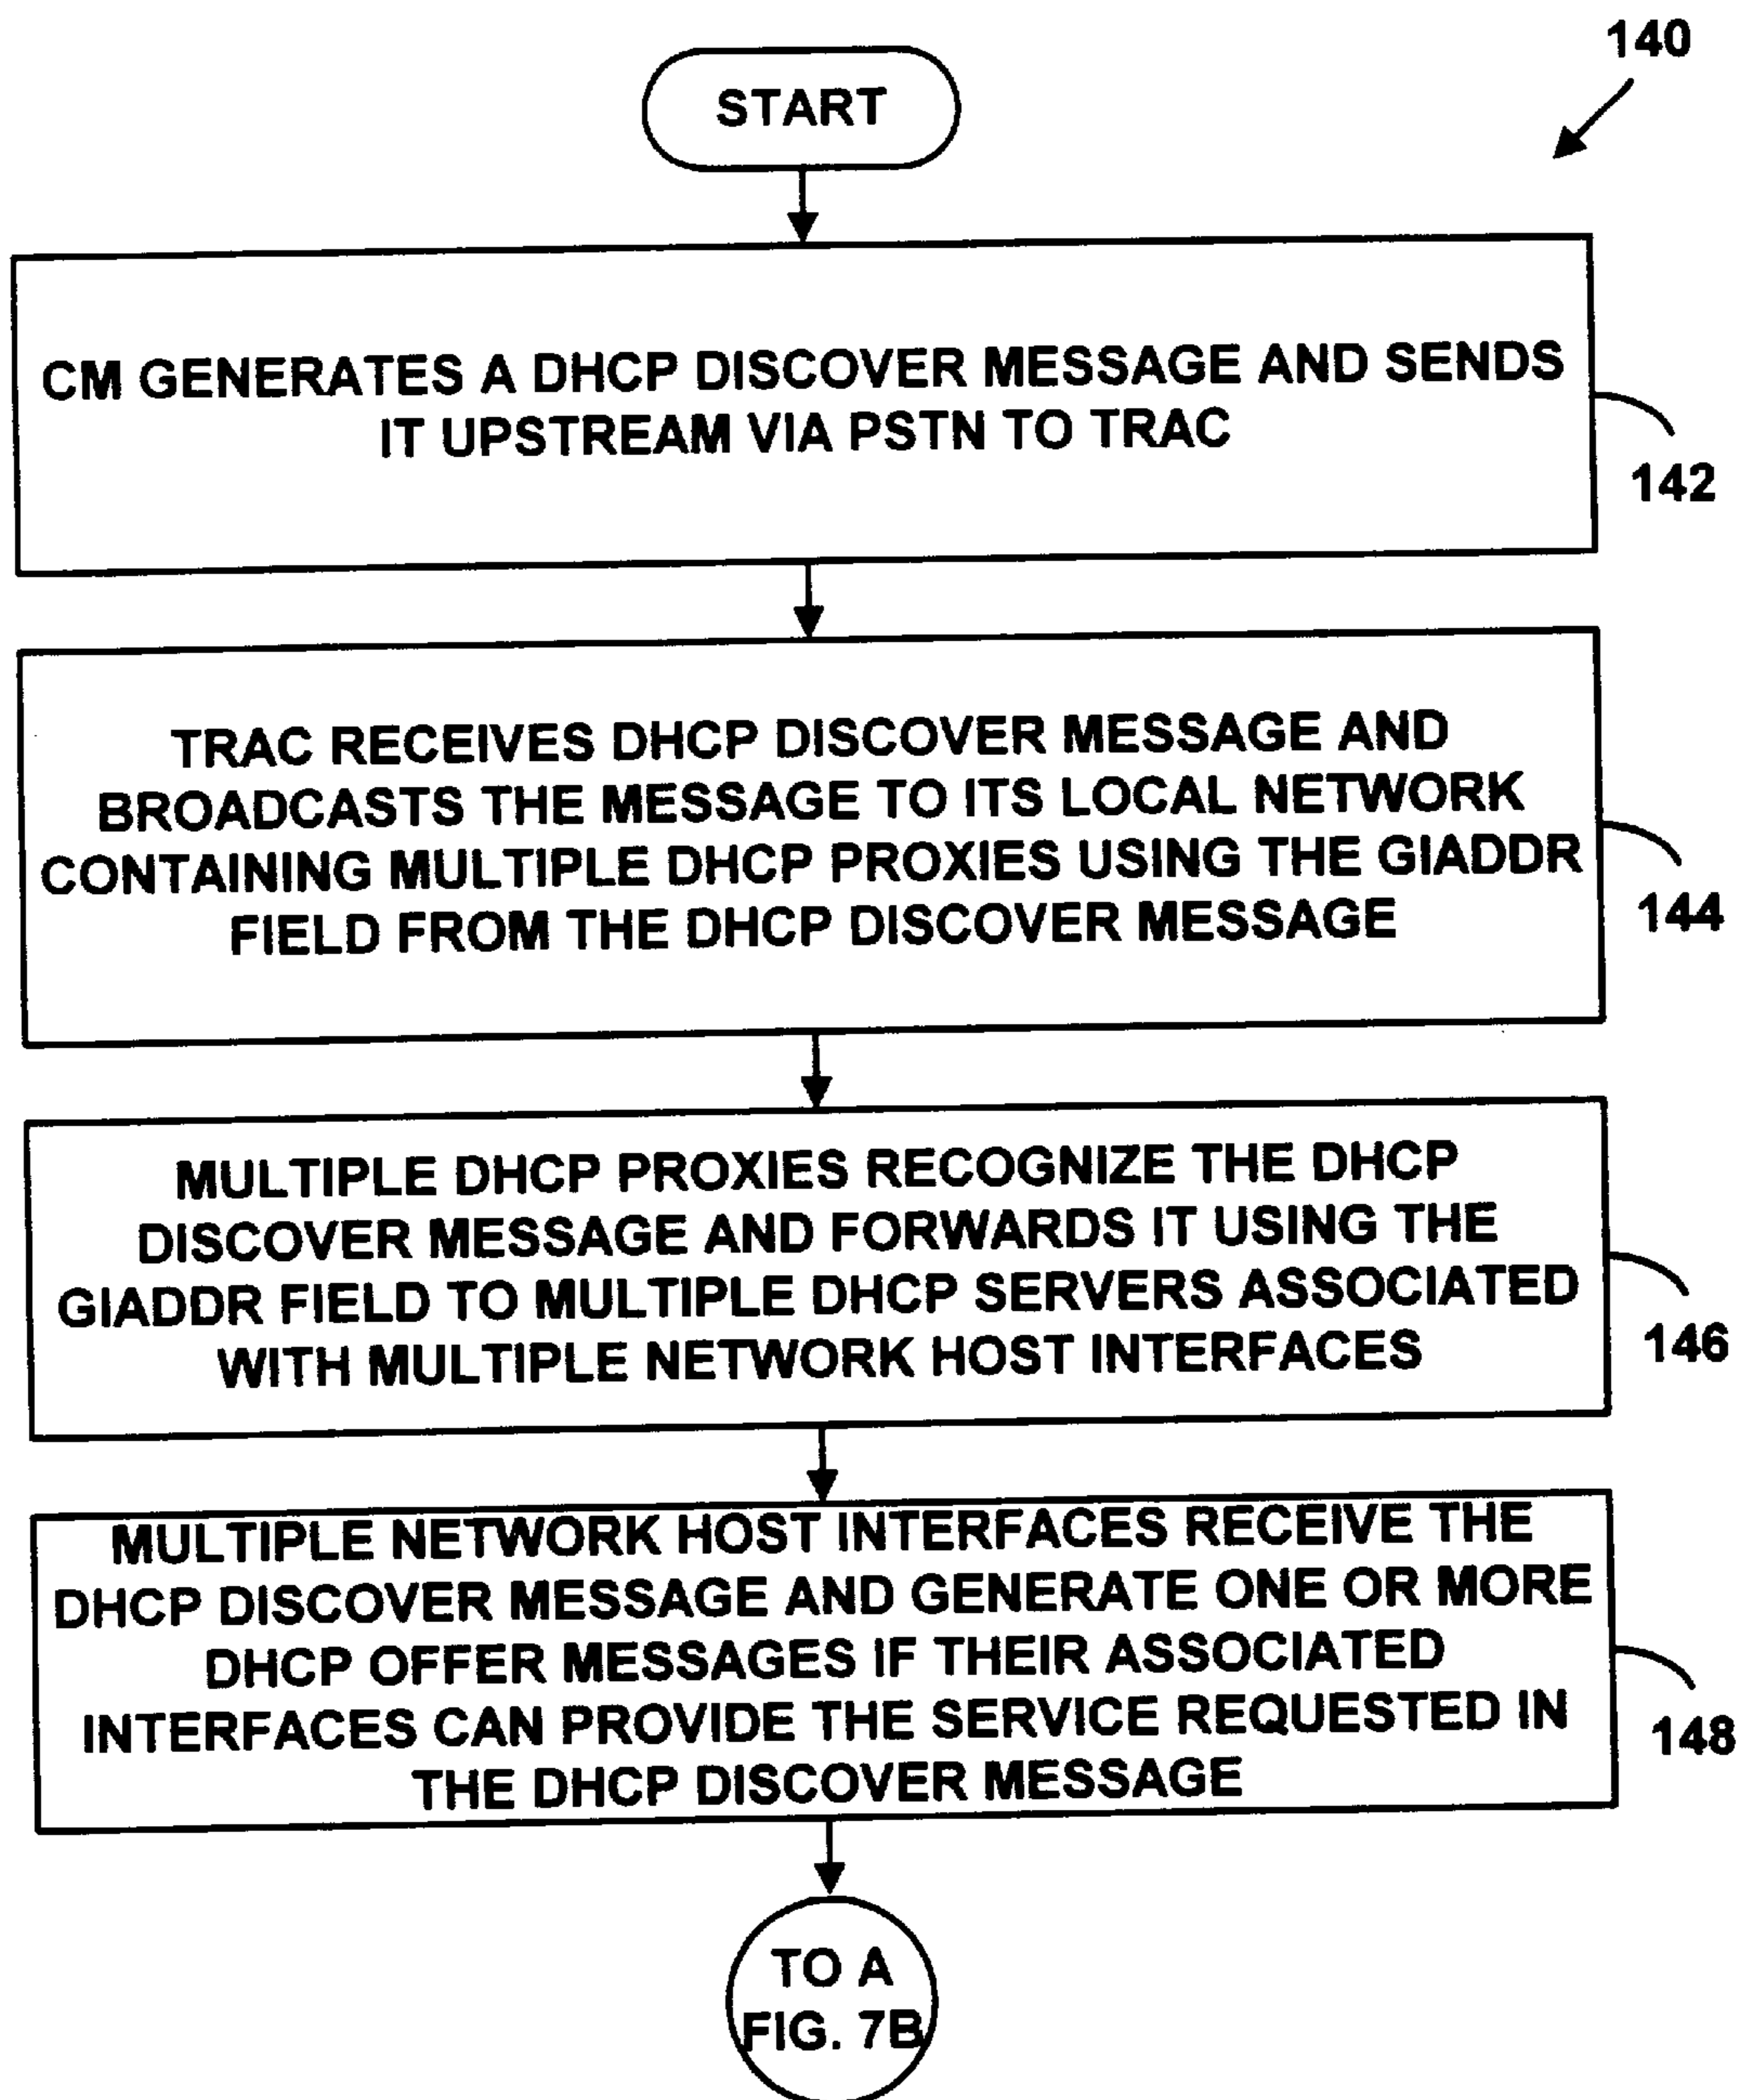 140
START
CM GENERATES A DHCP DISCOVER MESSAGE AND SENDS
IT UPSTREAM VIA PSTN TO TRAC
142
TRAC RECEIVES DHCP DISCOVER MESSAGE AND
BROADCASTS THE MESSAGE TO ITS LOCAL NETWORK
CONTAINING MULTIPLE DHCP PROXIES USING THE GIADDR
FIELD FROM THE DHCP DISCOVER MESSAGE
144
MULTIPLE DHCP PROXIES RECOGNIZE THE DHCP
DISCOVER MESSAGE AND FORWARDS IT USING THE
GIADDR FIELD TO MULTIPLE DHCP SERVERS ASSOCIATED
WITH MULTIPLE NETWORK HOST INTERFACES
146
MULTIPLE NETWORK HOST INTERFACES RECEIVE THE
DHCP DISCOVER MESSAGE AND GENERATE ONE OR MORE
DHCP OFFER MESSAGES IF THEIR ASSOCIATED
INTERFACES CAN PROVIDE THE SERVICE REQUESTED IN
THE DHCP DISCOVER MESSAGE
148
TO A
FIG. 7B